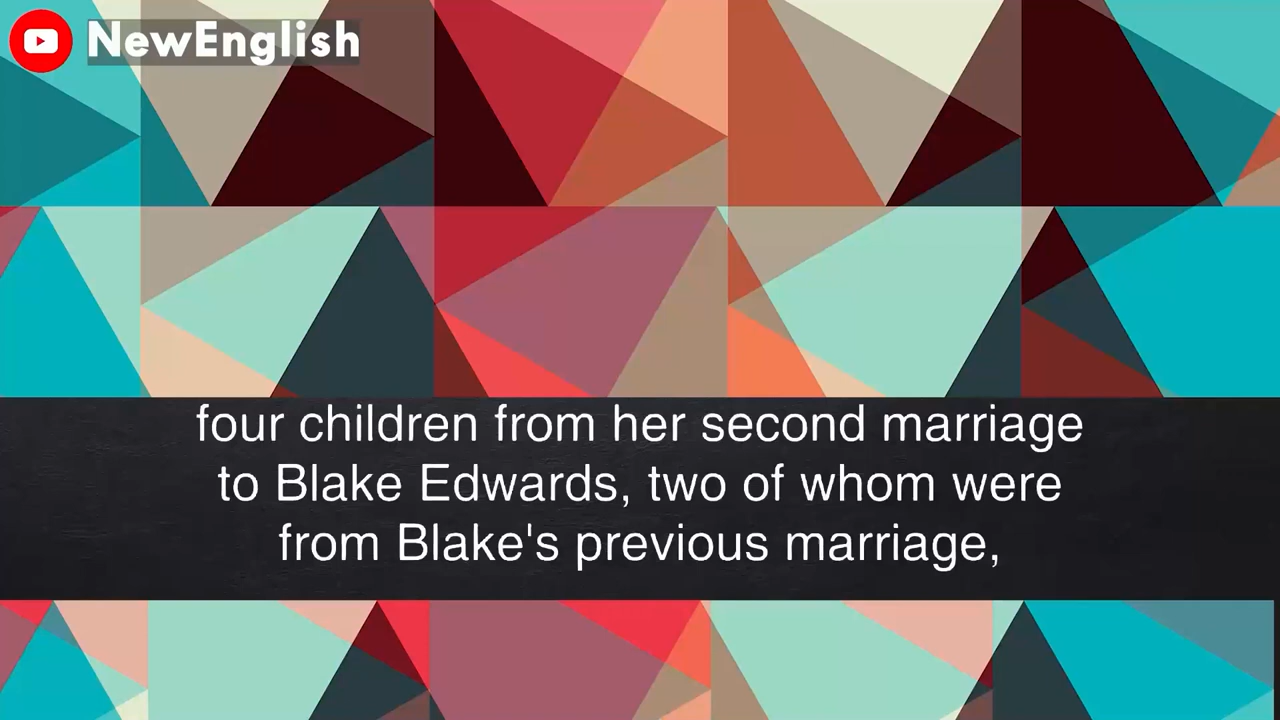 NewEnglish
four children from her second marriage
to Blake Edwards, two of whom were
from Blake's previous marriage,